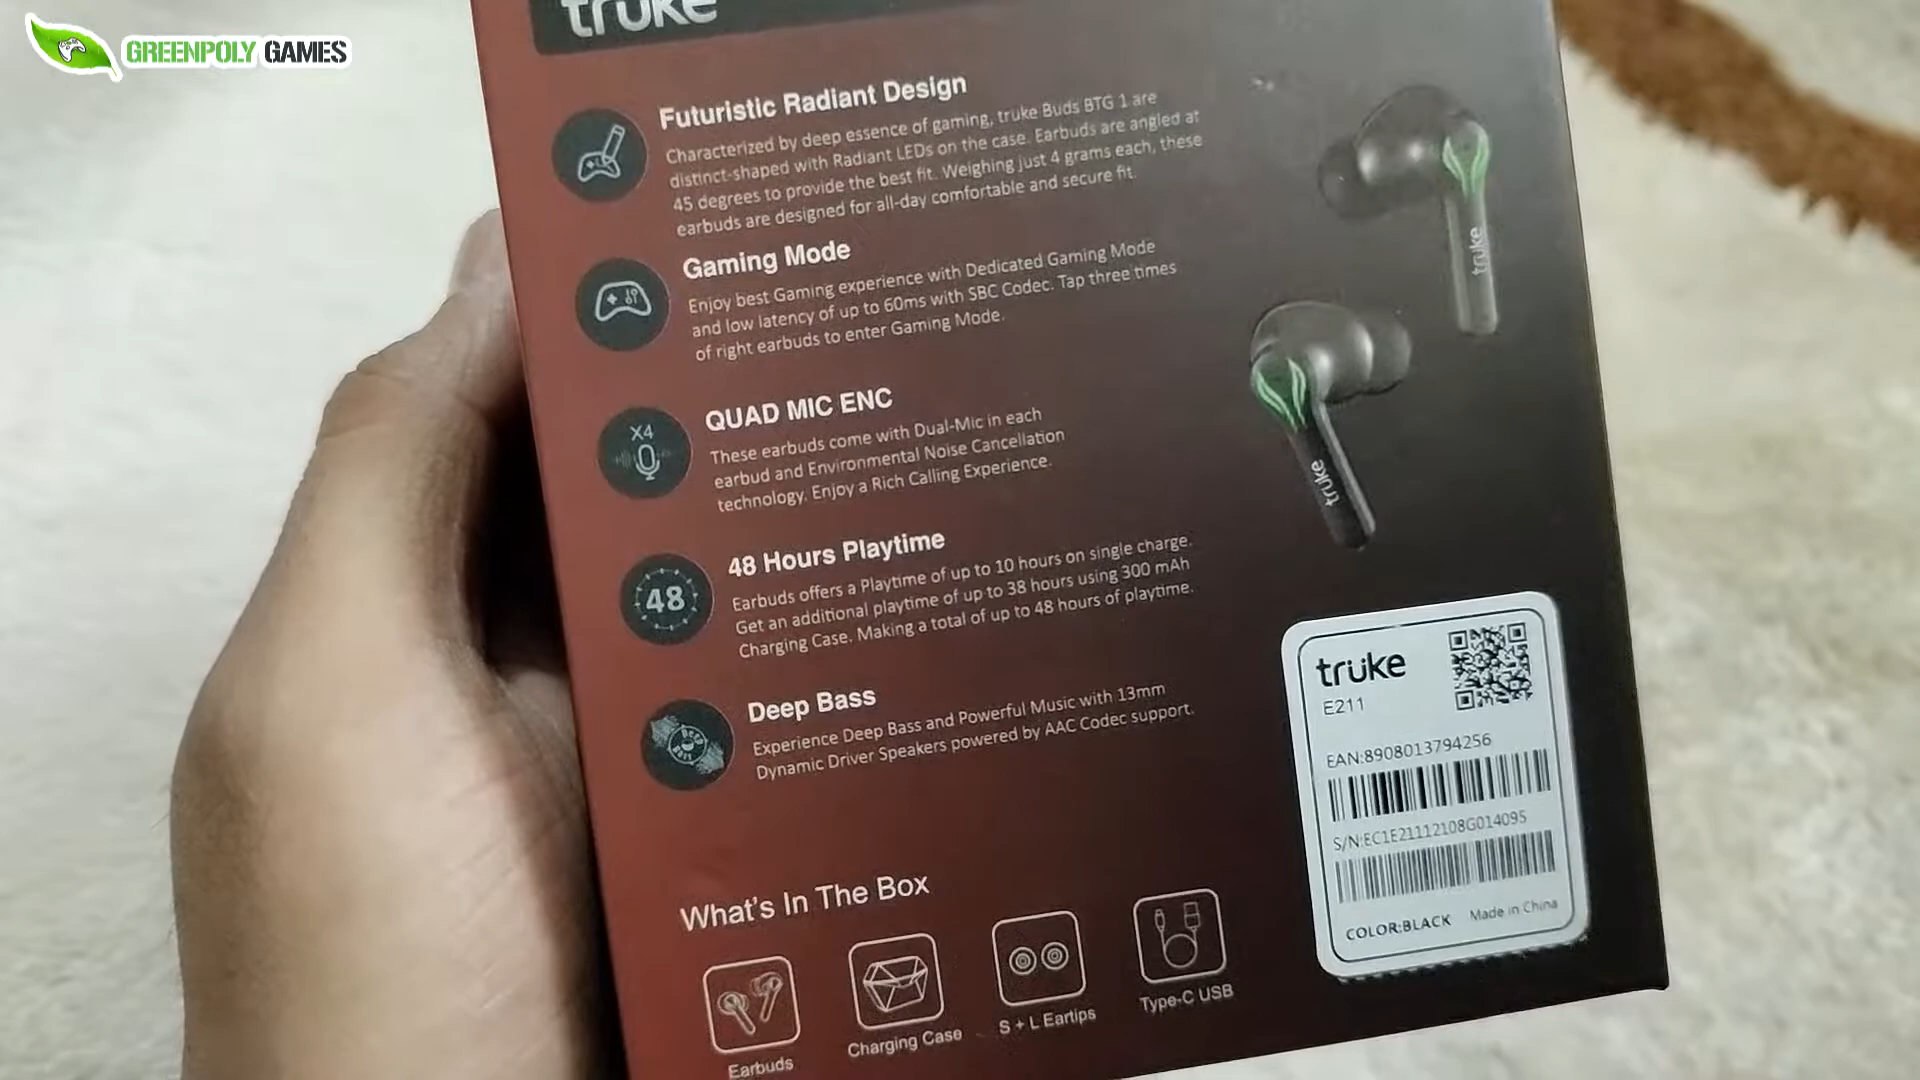 GREENPOLY GAMES
truke
Futuristic Radiant Design
Characterized by deep essence of gaming, truke Buds BTG 1 are
distinct-shaped with Radiant LEDs on the case. Earbuds are angled at
45 degrees to provide the best fit. Weighing just 4 grams each, these
earbuds are designed for all-day comfortable and secure fit.
Gaming Mode
Enjoy best Gaming experience with Dedicated Gaming Mode
and low latency of up to 60ms with SBC Codec. Tap three times
of right earbuds to enter Gaming Mode.
X4
QUAD MIC ENC
These earbuds come with Dual-Mic in each
earbud and Environmental Noise Cancellation
technology. Enjoy a Rich Calling Experience.
48
48 Hours Playtime
Earbuds offers a Playtime of up to 10 hours on single charge.
Get an additional playtime of up to 38 hours using 300 mAh
Charging Case. Making a total of up to 48 hours of playtime.
DEEP
BASS
Deep Bass
Experience Deep Bass and Powerful Music with 13mm
Dynamic Driver Speakers powered by AAC Codec support.
truke
truke
truke
E211
EAN:8908013794256
S/N:EC1E21112108G014095
COLOR:BLACK Made in China
What's In The Box
Earbuds
Charging Case
S + L Eartips
Type-C USB